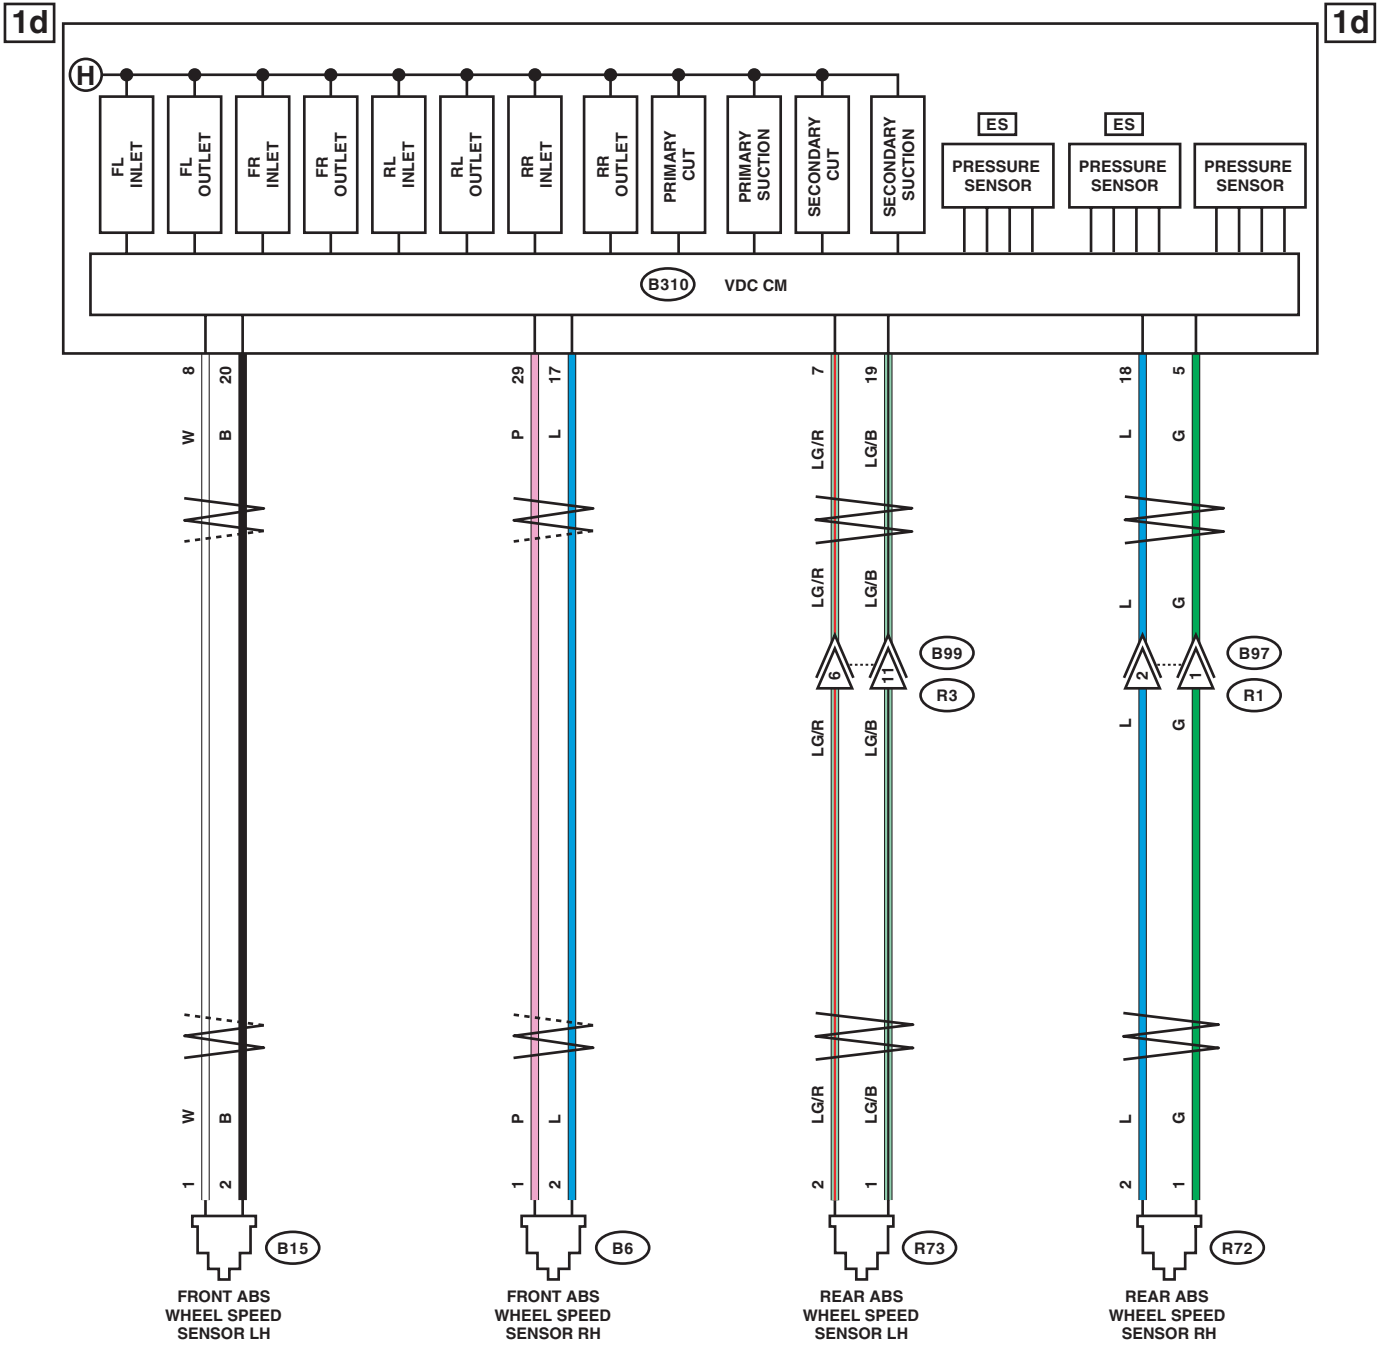 1d 1d
H
FL INLET
FL OUTLET
FR INLET
FR OUTLET
RL INLET
RL OUTLET
RR INLET
RR OUTLET
PRIMARY CUT
PRIMARY SUCTION
SECONDARY CUT
SECONDARY SUCTION
ES ES
PRESSURE SENSOR
PRESSURE SENSOR
PRESSURE SENSOR
B310 VDC CM
8 20 29 17 7 19 18 5
W B P L LG/R LG/B L G
LG/R LG/B L G
6 11 B99 2 1 B97
R3 R1
LG/R LG/B L G
W B P L LG/R LG/B L G
1 2 1 2 2 1 2 1
B15 B6 R73 R72
FRONT ABS
WHEEL SPEED
SENSOR LH
FRONT ABS
WHEEL SPEED
SENSOR RH
REAR ABS
WHEEL SPEED
SENSOR LH
REAR ABS
WHEEL SPEED
SENSOR RH